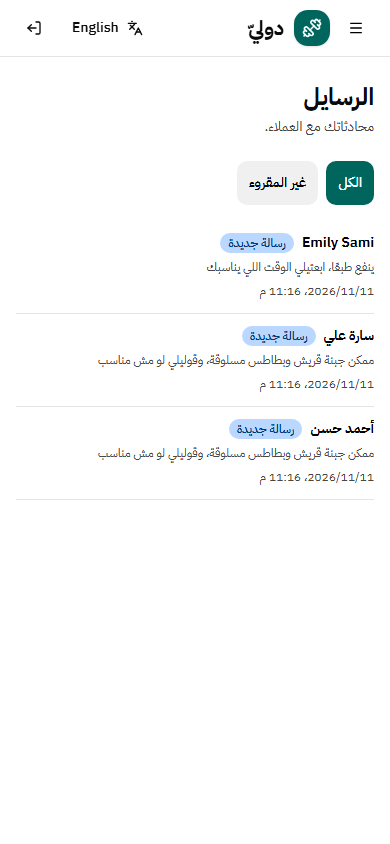 دوليّ
English
الرسايل
محادثاتك مع العملاء.
الكل
غير المقروء
Emily Sami رسالة جديدة
ينفع طبعًا، ابعتيلي الوقت اللي يناسبك
2026/11/11، 11:16 م
سارة علي رسالة جديدة
ممكن جبنة قريش وبطاطس مسلوقة، وقوليلي لو مش مناسب
2026/11/11، 11:16 م
أحمد حسن رسالة جديدة
ممكن جبنة قريش وبطاطس مسلوقة، وقوليلي لو مش مناسب
2026/11/11، 11:16 م